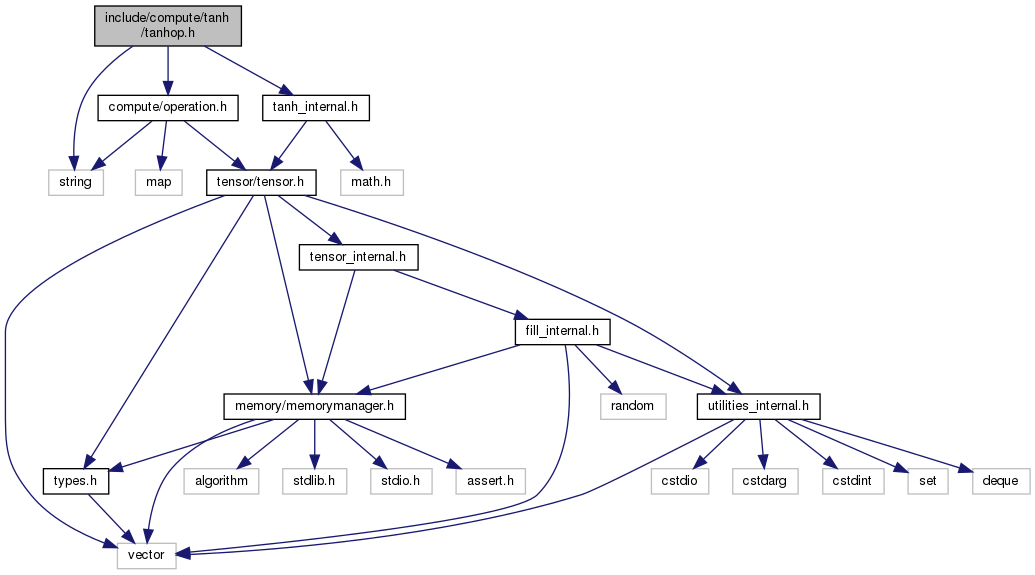 include/compute/tanh
/tanhop.h
compute/operation.h
tanh_internal.h
string
map
tensor/tensor.h
math.h
tensor_internal.h
fill_internal.h
memory/memorymanager.h
random
utilities_internal.h
types.h
algorithm
stdlib.h
stdio.h
assert.h
cstdio
cstdarg
cstdint
set
deque
vector